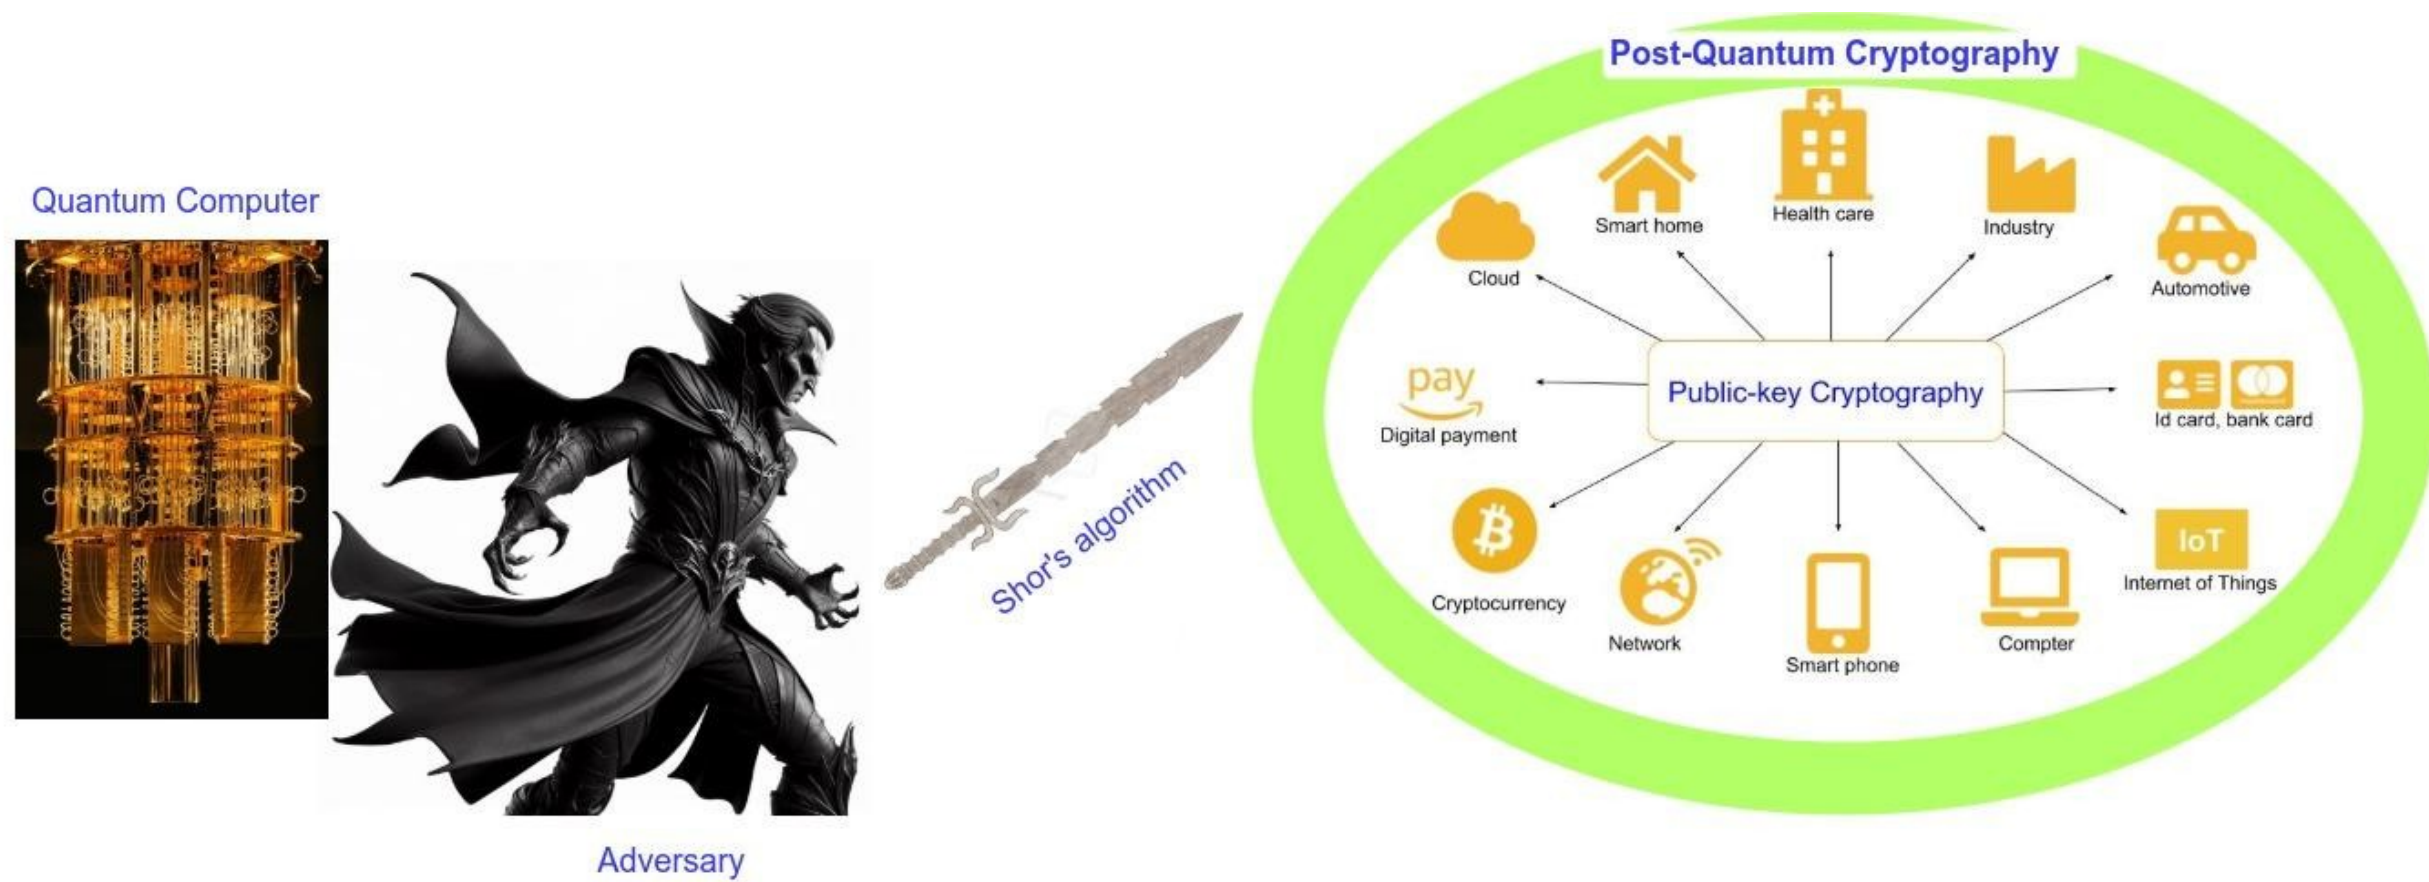 Post-Quantum Cryptography
Quantum Computer
Adversary
Shor's algorithm
Smart home
Health care
Industry
Cloud
Automotive
pay
Digital payment
Public-key Cryptography
Id card, bank card
Cryptocurrency
Network
Smart phone
Compter
IoT
Internet of Things